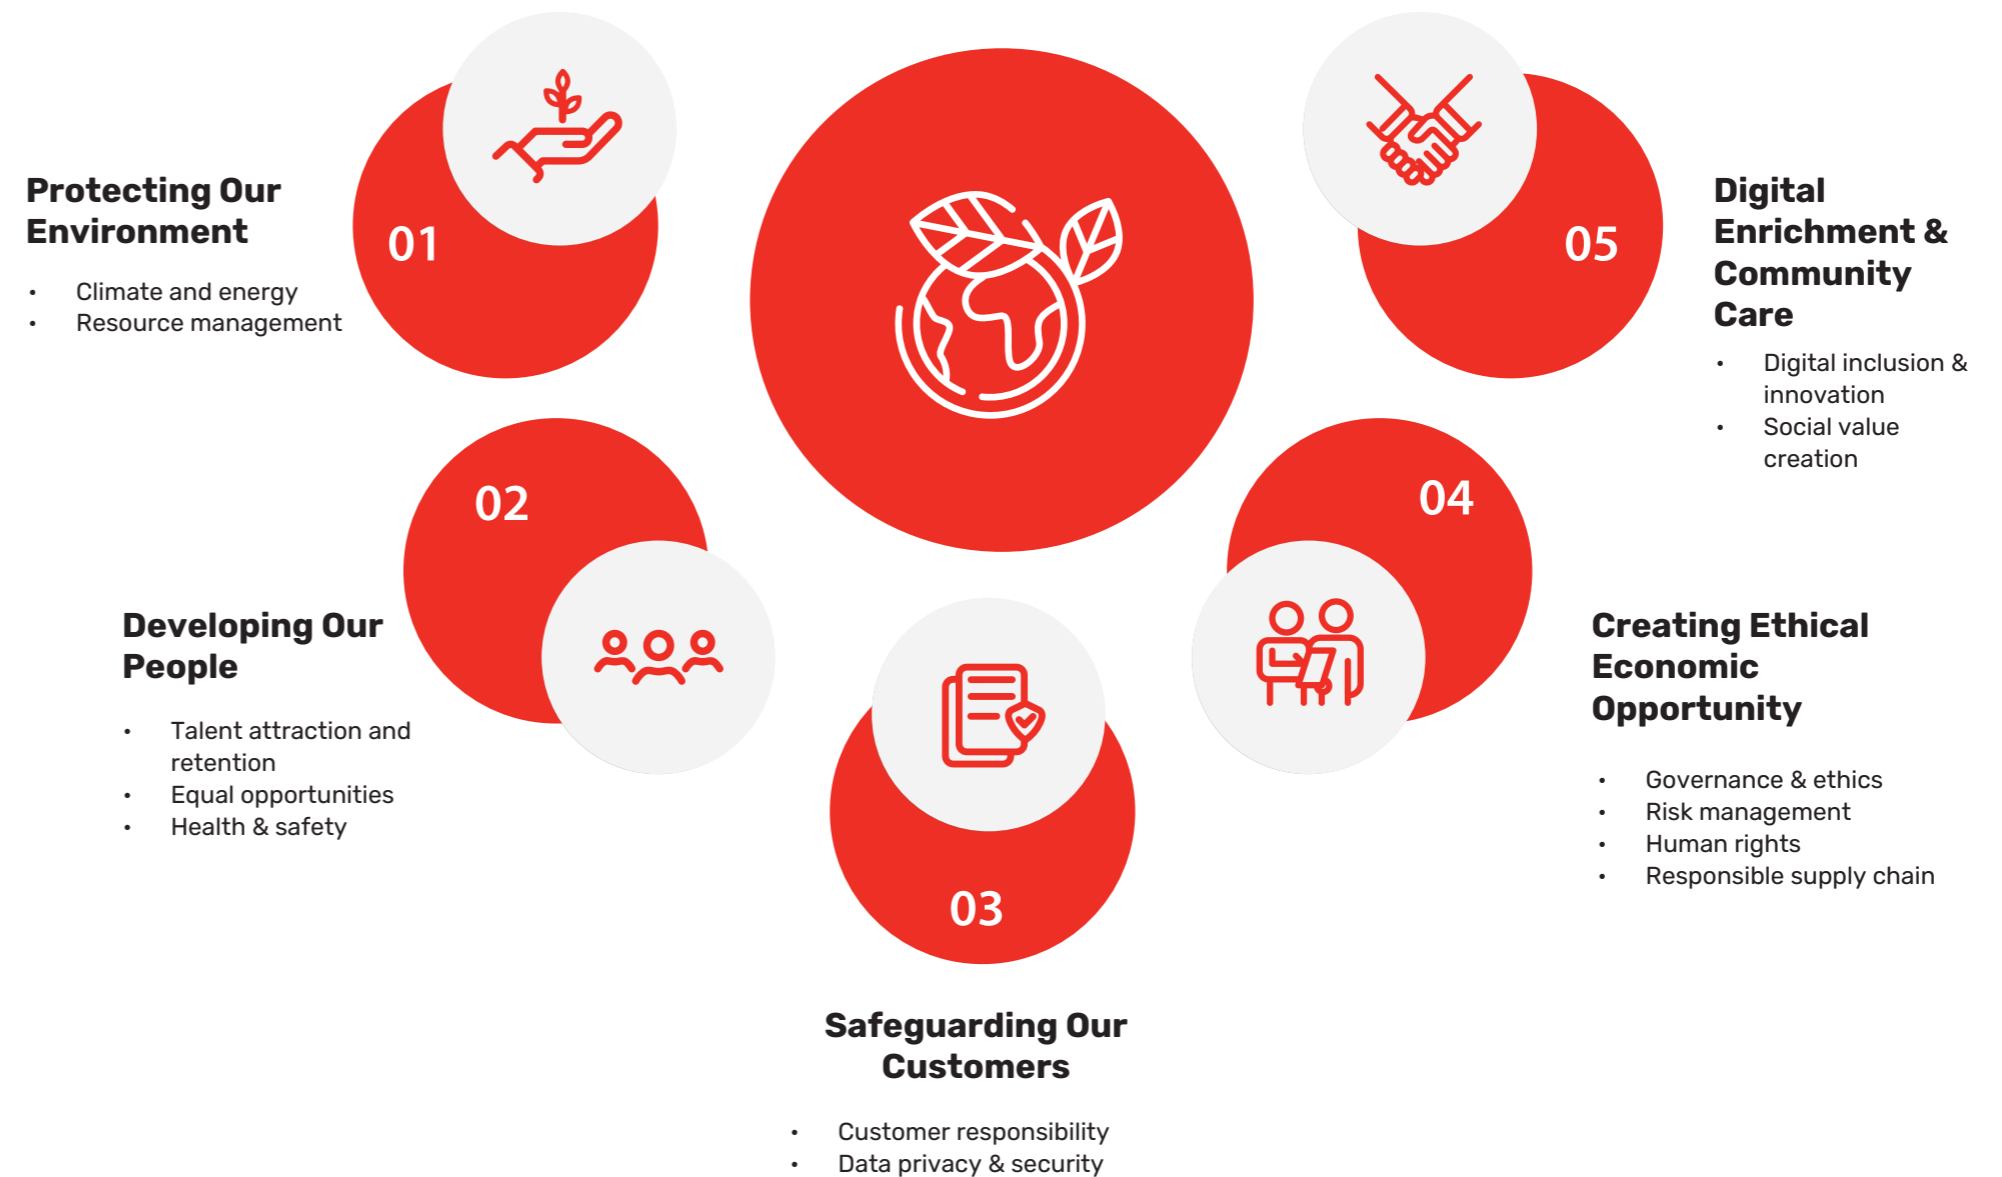 01
Protecting Our
Environment
• Climate and energy
• Resource management
02
Developing Our
People
• Talent attraction and
retention
• Equal opportunities
• Health & safety
03
Safeguarding Our
Customers
• Customer responsibility
• Data privacy & security
04
Creating Ethical
Economic
Opportunity
• Governance & ethics
• Risk management
• Human rights
• Responsible supply chain
05
Digital
Enrichment &
Community
Care
• Digital inclusion &
innovation
• Social value
creation